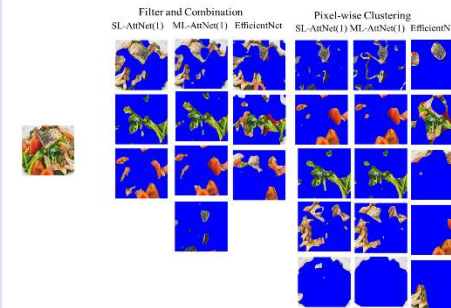 Filter and Combination
SL-AttNet(1) ML-AttNet(1) EfficientNet
Pixel-wise Clustering
SL-AttNet(1) ML-AttNet(1) EfficientN